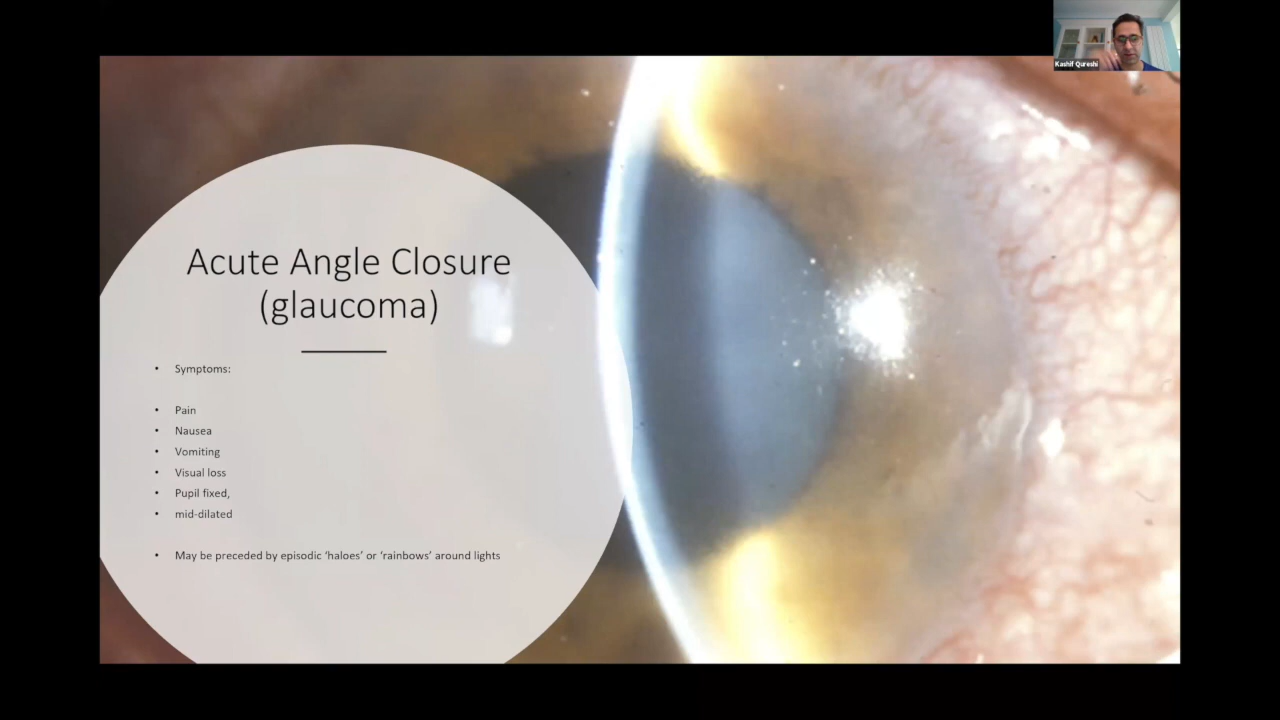 Kashif Qureshi
Acute Angle Closure
(glaucoma)
• Symptoms:
• Pain
• Nausea
• Vomiting
• Visual loss
• Pupil fixed,
• mid-dilated
• May be preceded by episodic ‘haloes’ or ‘rainbows’ around lights